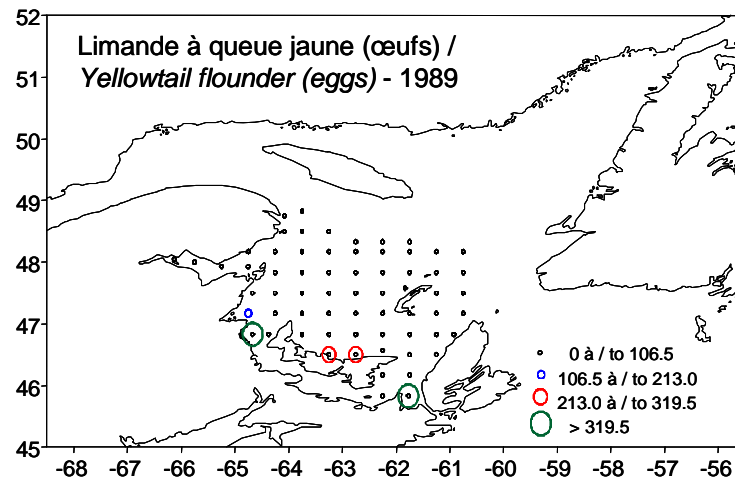 Limande à queue jaune (œufs) /
Yellowtail flounder (eggs) - 1989
52
51
50
49
48
47
46
45
0 à / to 106.5
106.5 à / to 213.0
213.0 à / to 319.5
> 319.5
-68 -67 -66 -65 -64 -63 -62 -61 -60 -59 -58 -57 -56